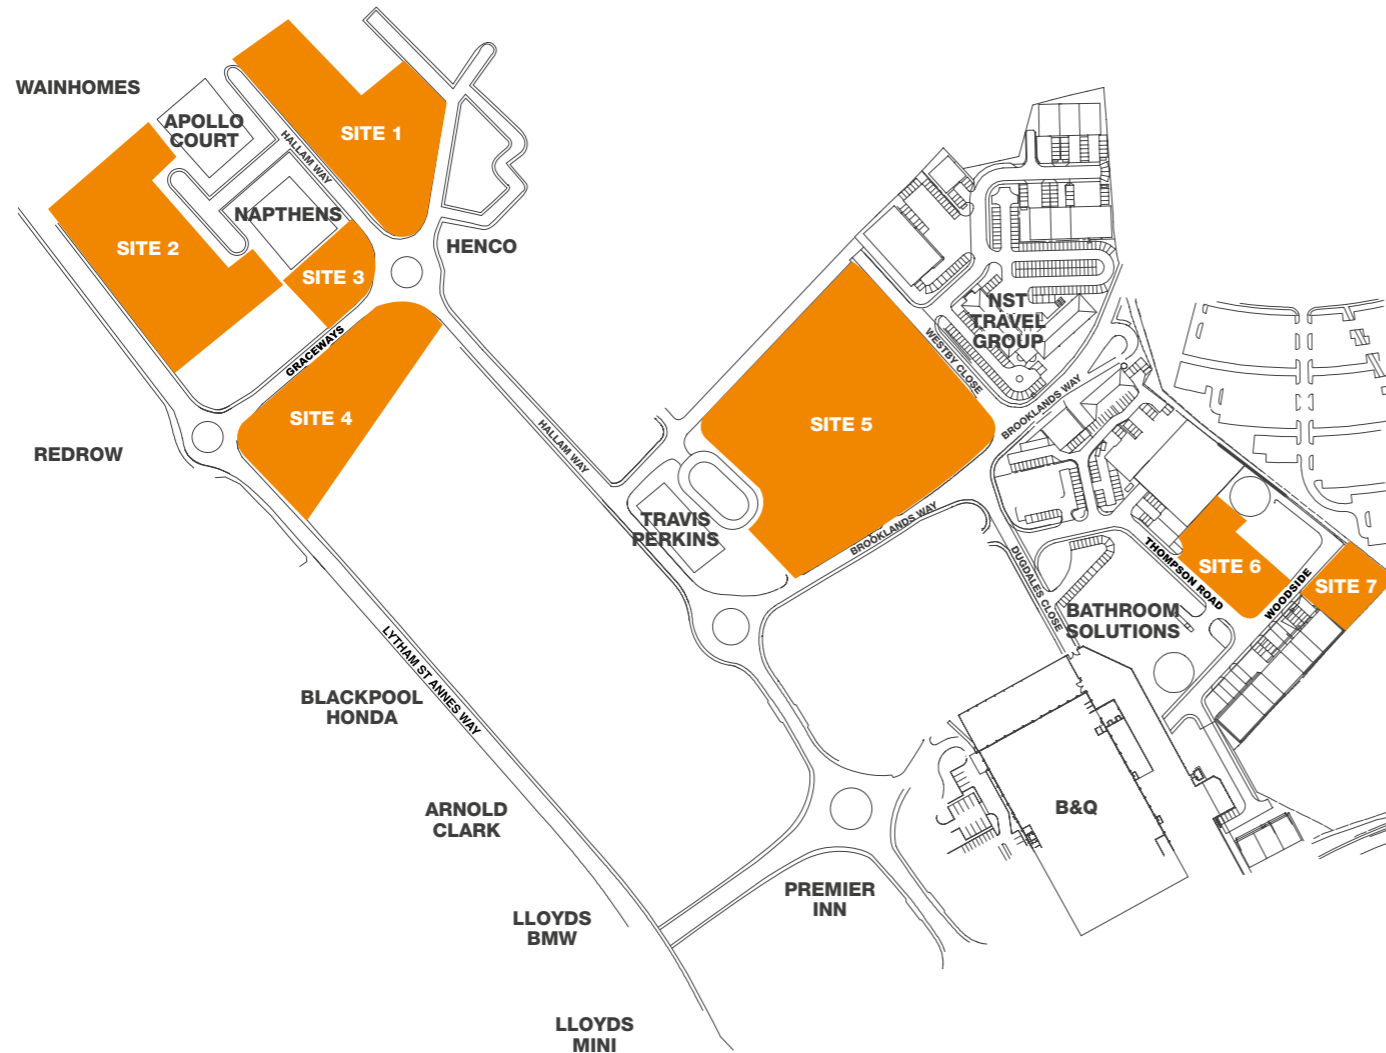 WAINHOMES
APOLLO
COURT
SITE 1
HALLAM WAY
NAPTHENS
SITE 2
SITE 3
HENCO
GRACEWAYS
SITE 4
REDROW
HALLAM WAY
NST
TRAVEL
GROUP
WESTBY CLOSE
BROOKLANDS WAY
SITE 5
TRAVIS
PERKINS
BROOKLANDS WAY
DUGDALES CLOSE
THOMPSON ROAD
SITE 6
WOODSIDE
SITE 7
BATHROOM
SOLUTIONS
LYTHAM ST ANNES WAY
BLACKPOOL
HONDA
ARNOLD
CLARK
B&Q
PREMIER
INN
LLOYDS
BMW
LLOYDS
MINI